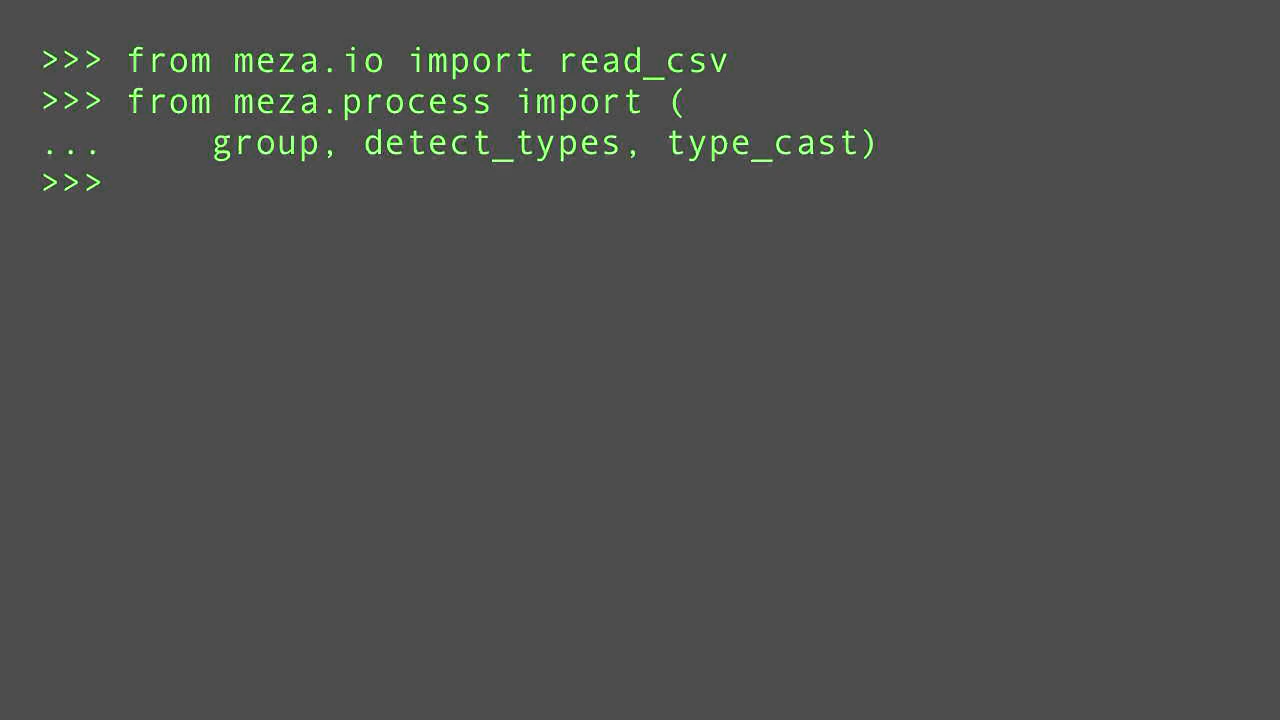 >>> from meza.io import read_csv
>>> from meza.process import (
...     group, detect_types, type_cast)
>>>